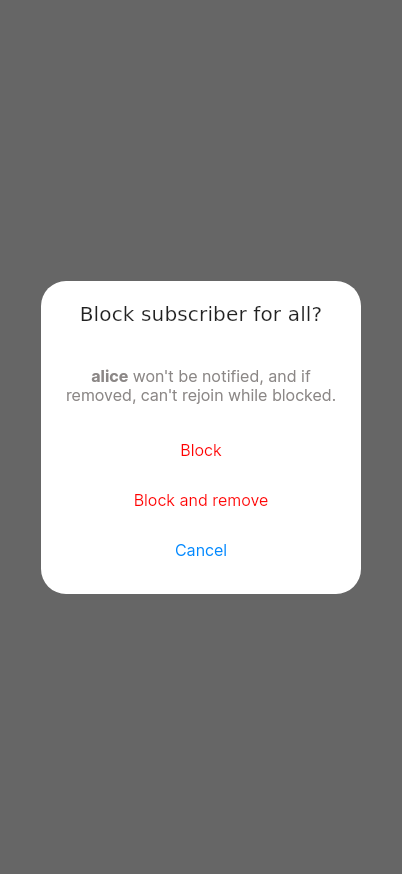 Block subscriber for all?
alice won't be notified, and if
removed, can't rejoin while blocked.
Block
Block and remove
Cancel